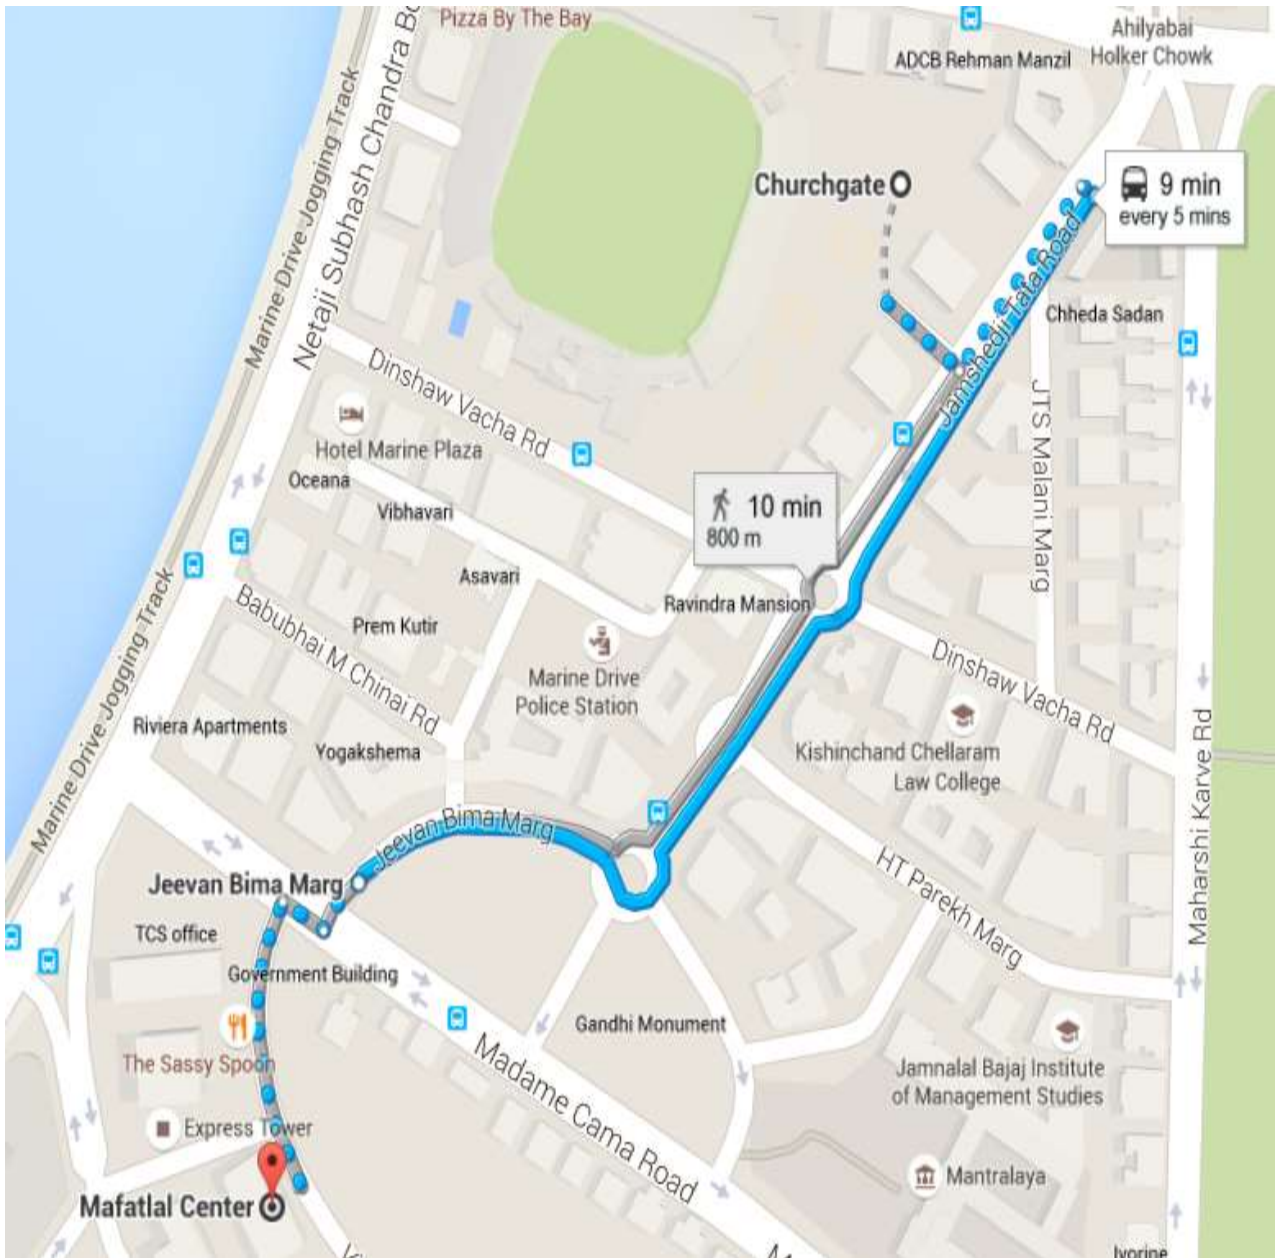 Pizza By The Bay
Ahilyabai
Holker Chowk
ADCB Rehman Manzil
Marine Drive Jogging Track
Netaji Subhash Chandra Bo
Churchgate
9 min
every 5 mins
Jamshedji Tata Road
Chheda Sadan
Dinshaw Vacha Rd
JTS Malani Marg
Hotel Marine Plaza
Oceana
Vibhavari
10 min
800 m
Asavari
Ravindra Mansion
Babubhai M Chinai Rd
Prem Kutir
Marine Drive Jogging Track
Marine Drive
Police Station
Dinshaw Vacha Rd
Riviera Apartments
Yogakshema
Kishinchand Chellaram
Law College
Maharshi Karve Rd
Jeevan Bima Marg
Jeevan Bima Marg
HT Parekh Marg
TCS office
Government Building
Gandhi Monument
Madame Cama Road
The Sassy Spoon
Jamnalal Bajaj Institute
of Management Studies
Express Tower
Mantralaya
Mafatlal Center
Ivorine